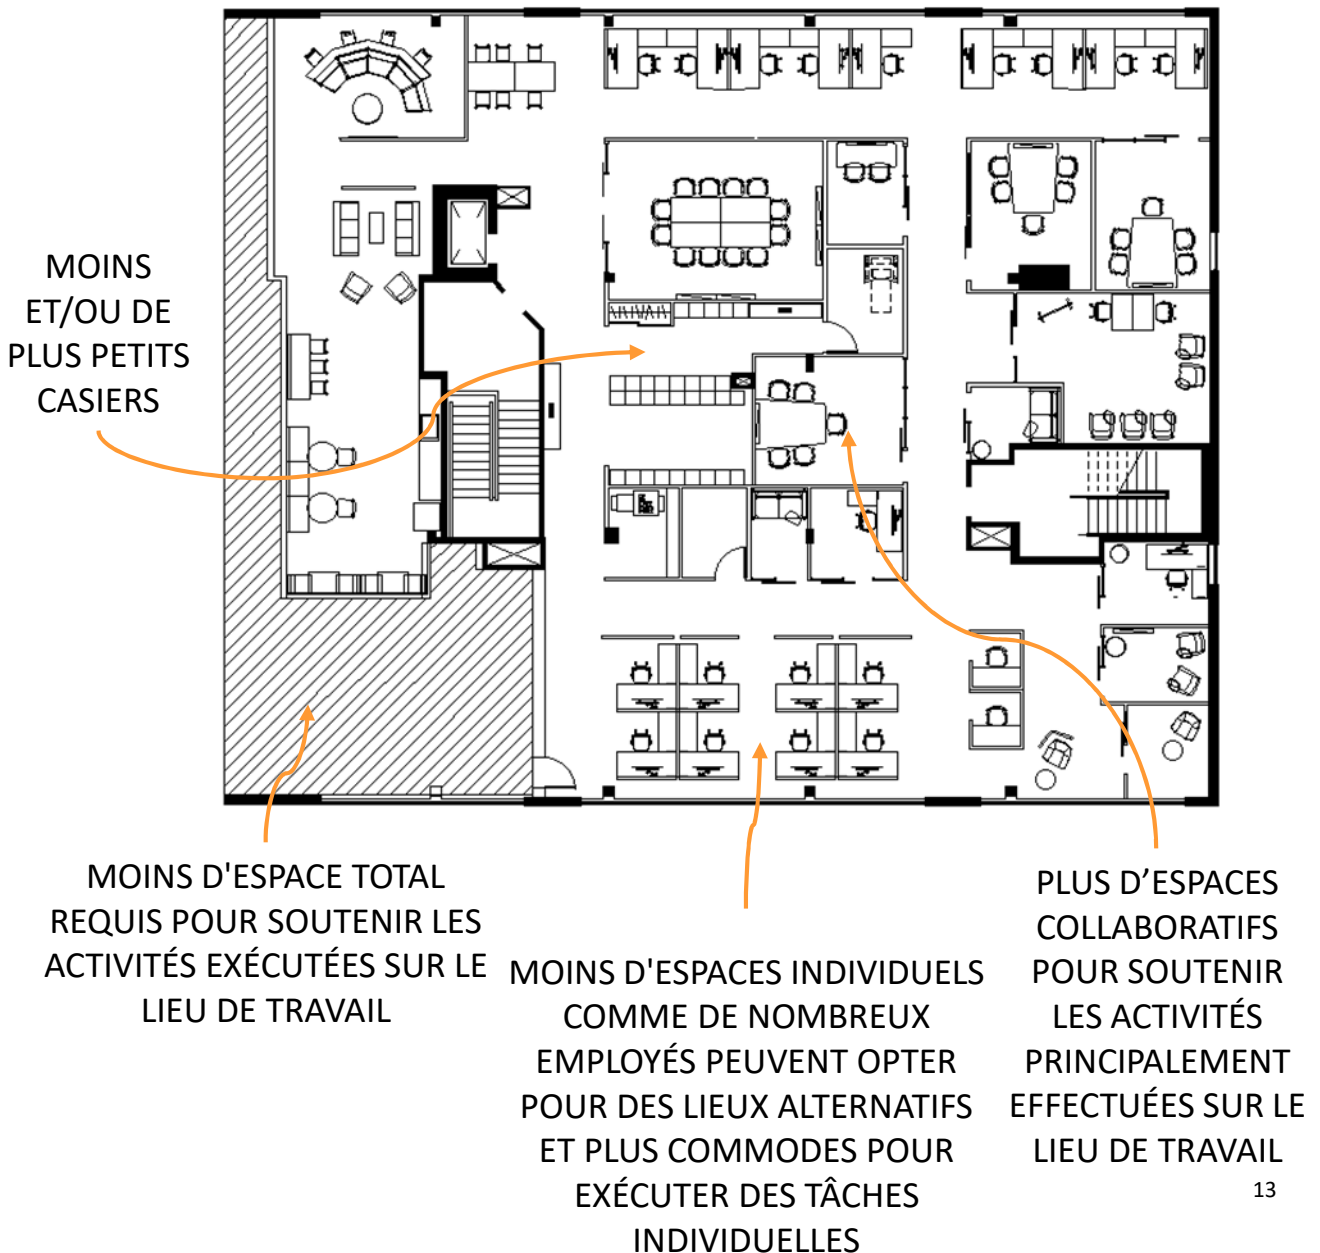 MOINS
ET/OU DE
PLUS PETITS
CASIERS
MOINS D'ESPACE TOTAL
REQUIS POUR SOUTENIR LES
ACTIVITÉS EXÉCUTÉES SUR LE
LIEU DE TRAVAIL
MOINS D'ESPACES INDIVIDUELS
COMME DE NOMBREUX
EMPLOYÉS PEUVENT OPTER
POUR DES LIEUX ALTERNATIFS
ET PLUS COMMODES POUR
EXÉCUTER DES TÂCHES
INDIVIDUELLES
PLUS D’ESPACES
COLLABORATIFS
POUR SOUTENIR
LES ACTIVITÉS
PRINCIPALEMENT
EFFECTUÉES SUR LE
LIEU DE TRAVAIL
13